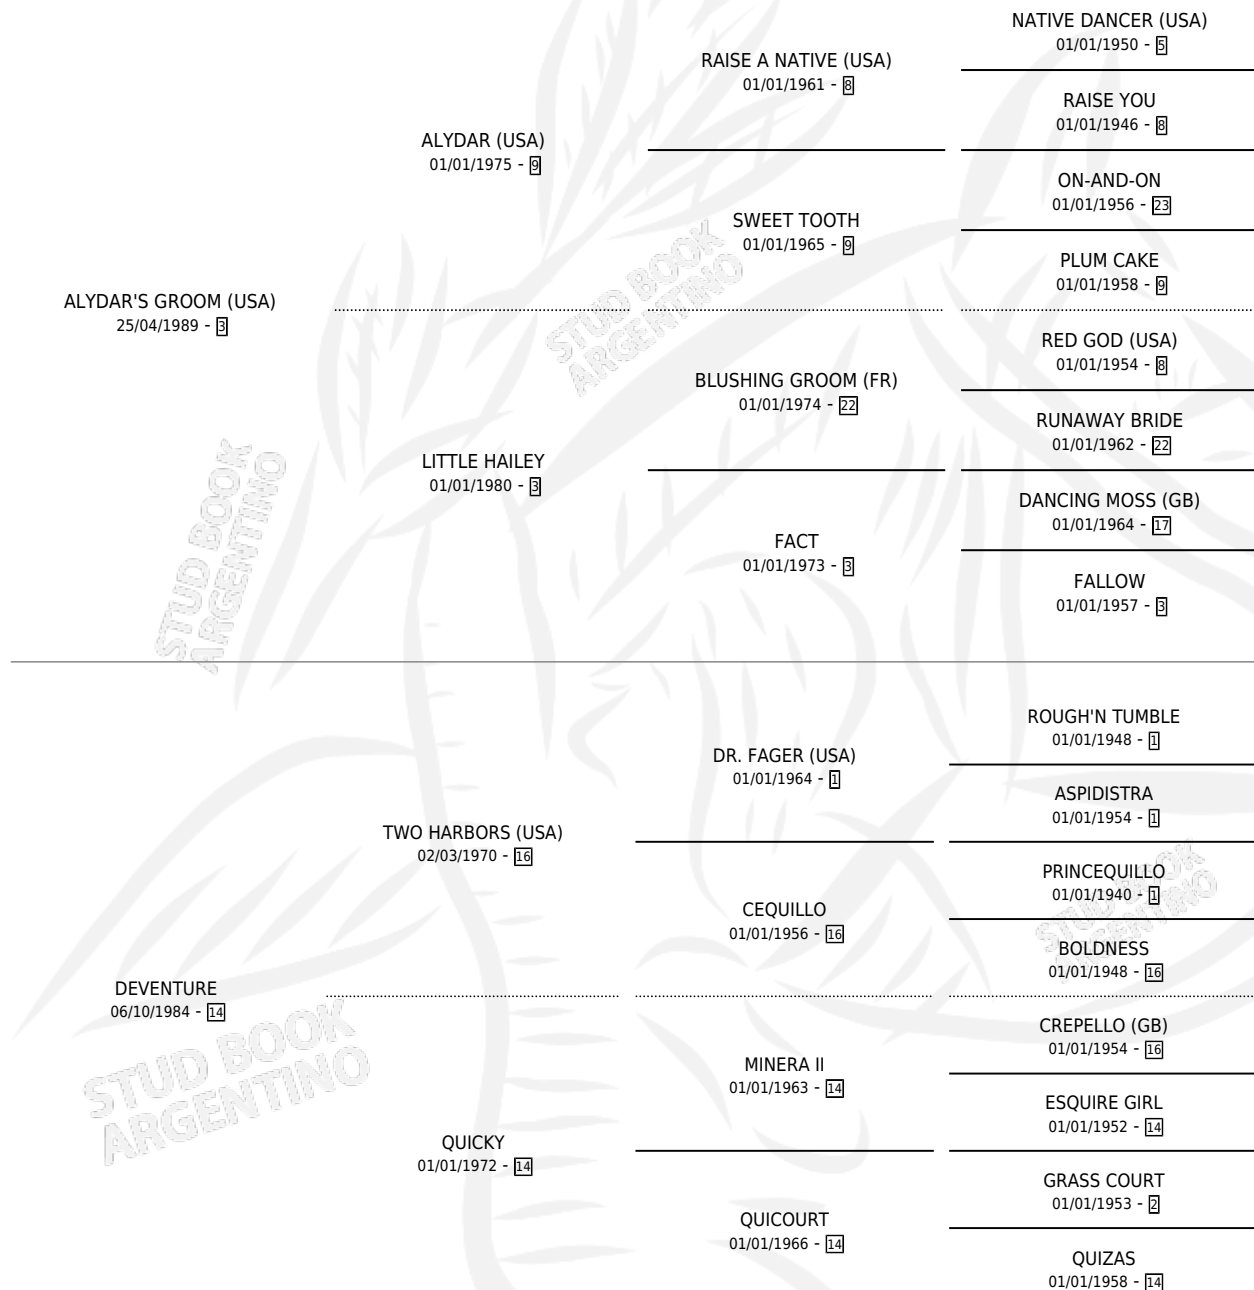 NATIVE DANCER (USA)
01/01/1950 - 5
RAISE A NATIVE (USA)
01/01/1961 - 8
RAISE YOU
01/01/1946 - 8
ALYDAR (USA)
01/01/1975 - 9
ON-AND-ON
01/01/1956 - 23
SWEET TOOTH
01/01/1965 - 9
PLUM CAKE
01/01/1958 - 9
ALYDAR'S GROOM (USA)
25/04/1989 - 3
RED GOD (USA)
01/01/1954 - 8
BLUSHING GROOM (FR)
01/01/1974 - 22
RUNAWAY BRIDE
01/01/1962 - 22
LITTLE HAILEY
01/01/1980 - 3
DANCING MOSS (GB)
01/01/1964 - 17
FACT
01/01/1973 - 3
FALLOW
01/01/1957 - 3
ROUGH'N TUMBLE
01/01/1948 - 1
DR. FAGER (USA)
01/01/1964 - 1
ASPIDISTRA
01/01/1954 - 1
TWO HARBORS (USA)
02/03/1970 - 16
PRINCEQUILLO
01/01/1940 - 1
CEQUILLO
01/01/1956 - 16
BOLDNESS
01/01/1948 - 16
DEVENTURE
06/10/1984 - 14
CREPELLO (GB)
01/01/1954 - 16
MINERA II
01/01/1963 - 14
ESQUIRE GIRL
01/01/1952 - 14
QUICKY
01/01/1972 - 14
GRASS COURT
01/01/1953 - 2
QUICOURT
01/01/1966 - 14
QUIZAS
01/01/1958 - 14
STUD BOOK
ARGENTINO
STUD BOOK
ARGENTINO
STUD BOOK
ARGENTINO
STUD BOOK
ARGENTINO